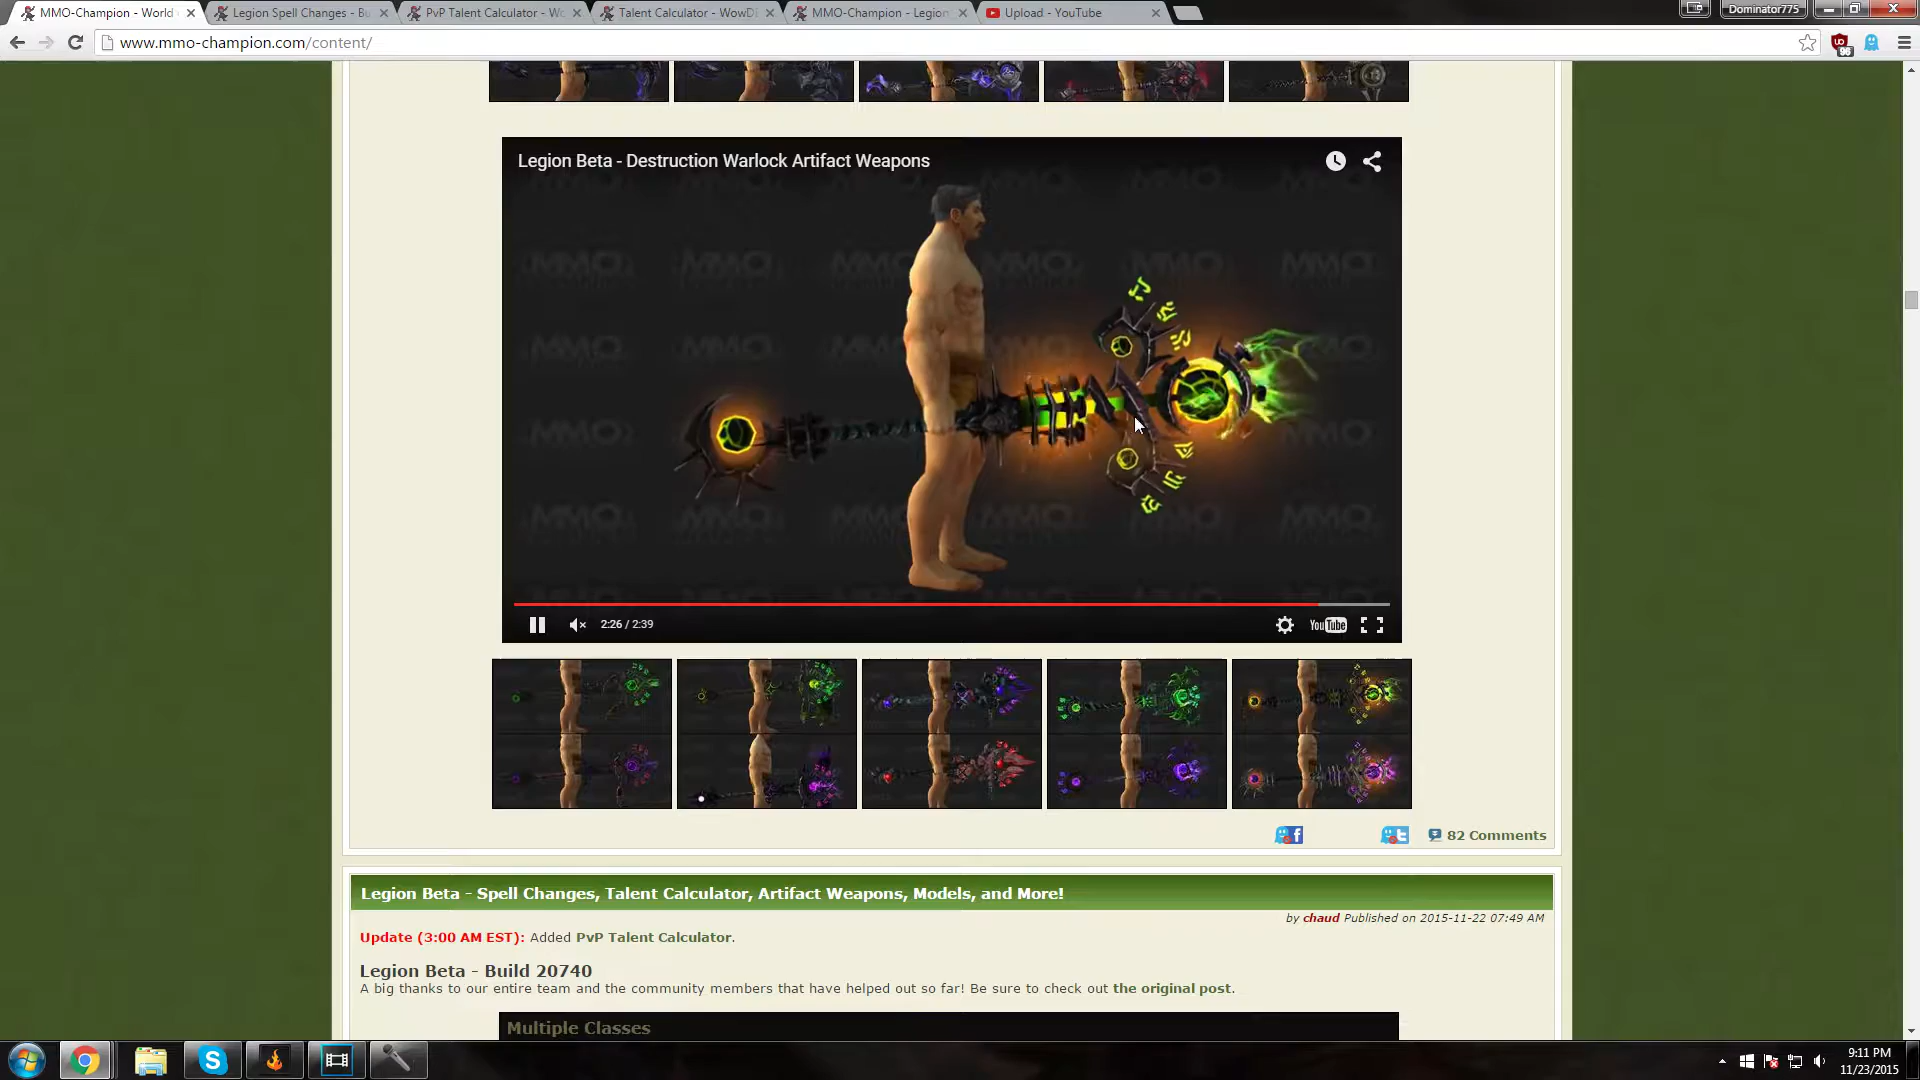 MMO-Champion - World
Legion Spell Changes - Bu
PvP Talent Calculator - Wo
Talent Calculator - WowD
MMO-Champion - Legion
Upload - YouTube
Dominator775
www.mmo-champion.com/content/
96
Legion Beta - Destruction Warlock Artifact Weapons
2:26 / 2:39
YouTube
82 Comments
Legion Beta - Spell Changes, Talent Calculator, Artifact Weapons, Models, and More!
by chaud Published on 2015-11-22 07:49 AM
Update (3:00 AM EST): Added PvP Talent Calculator.
Legion Beta - Build 20740
A big thanks to our entire team and the community members that have helped out so far! Be sure to check out the original post.
Multiple Classes
9:11 PM
11/23/2015